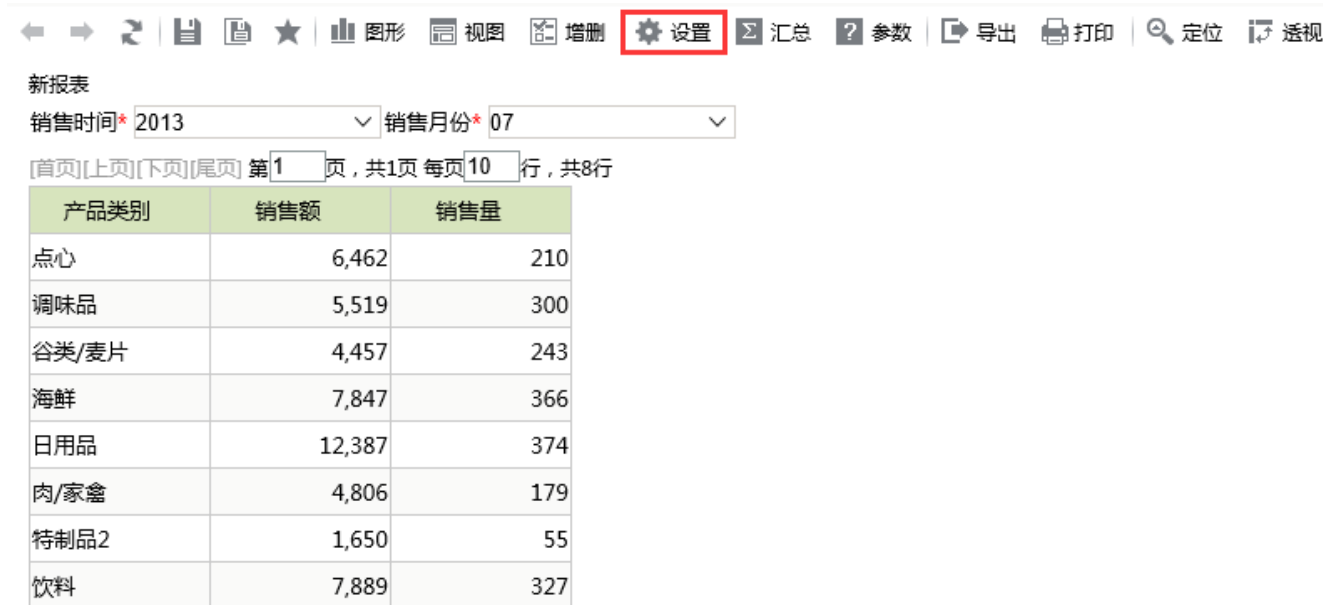 图形 视图 增删 设置 Σ 汇总 ? 参数 导出 打印 定位 透视
新报表
销售时间* 2013 销售月份* 07
[首页][上页][下页][尾页] 第1 页，共1页 每页10 行，共8行
产品类别 销售额 销售量
点心 6,462 210
调味品 5,519 300
谷类/麦片 4,457 243
海鲜 7,847 366
日用品 12,387 374
肉/家禽 4,806 179
特制品2 1,650 55
饮料 7,889 327